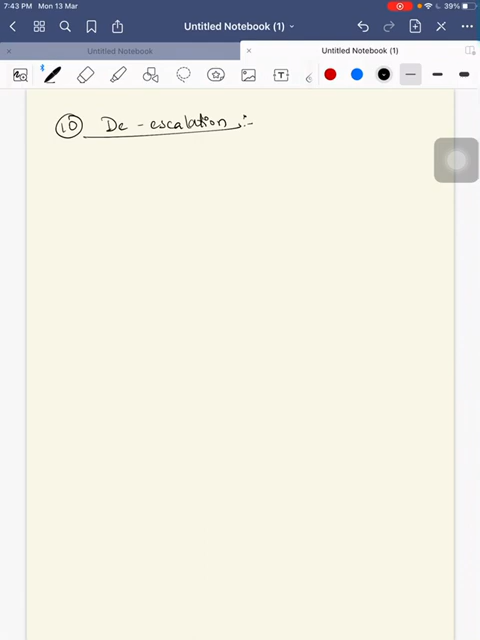 7:43 PM Mon 13 Mar 39%
Untitled Notebook (1)
Untitled Notebook
Untitled Notebook (1)
T
10 De-escalation :-